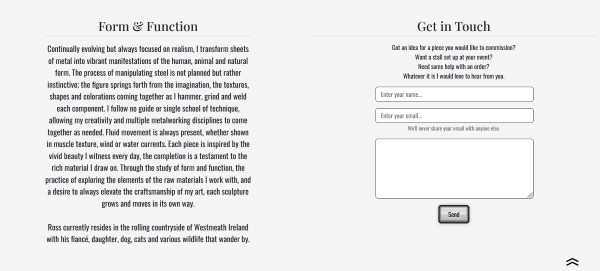 Form & Function
Continually evolving but always focused on realism, I transform sheets
of metal into vibrant manifestations of the human, animal and natural
form. The process of manipulating steel is not planned but rather
instinctive; the figure springs forth from the imagination, the textures,
shapes and colorations coming together as I hammer, grind and weld
each component. I follow no guide or single school of technique,
allowing my creativity and multiple metalworking disciplines to come
together as needed. Fluid movement is always present, whether shown
in muscle texture, wind or water currents. Each piece is inspired by the
vivid beauty I witness every day, the completion is a testament to the
rich material I draw on. Through the study of form and function, the
practice of exploring the elements of the raw materials I work with, and
a desire to always elevate the craftsmanship of my art, each sculpture
grows and moves in its own way.
Ross currently resides in the rolling countryside of Westmeath Ireland
with his fiancé, daughter, dog, cats and various wildlife that wander by.
Get in Touch
Got an idea for a piece you would like to commission?
Want a stall set up at your event?
Need some help with an order?
Whatever it is I would love to hear from you.
Enter your name...
Enter your email...
We'll never share your email with anyone else.
Send